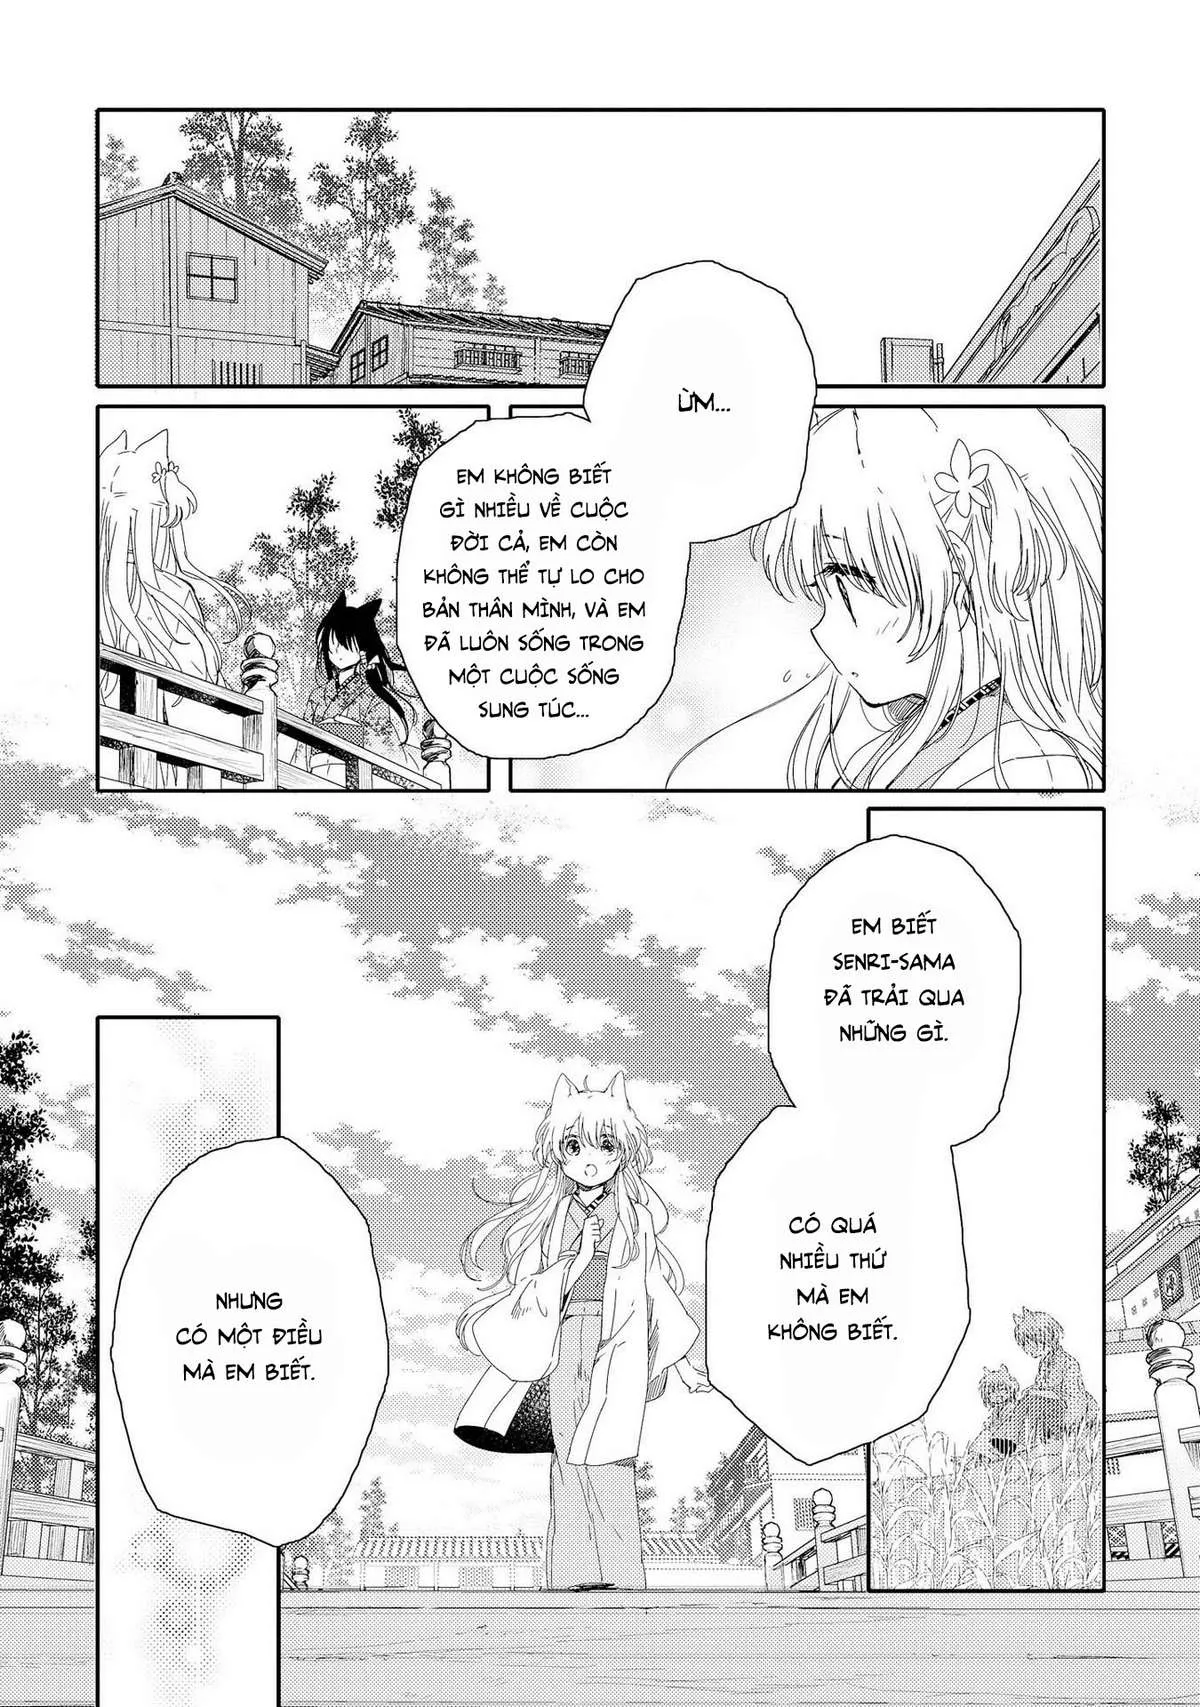 ỪM...
EM KHÔNG BIẾT
GÌ NHIỀU VỀ CUỘC
ĐỜI CẢ, EM CÒN
KHÔNG THỂ TỰ LO CHO
BẢN THÂN MÌNH, VÀ EM
ĐÃ LUÔN SỐNG TRONG
MỘT CUỘC SỐNG
SUNG TÚC...
EM BIẾT
SENRI-SAMA
ĐÃ TRẢI QUA
NHỮNG GÌ.
CÓ QUÁ
NHIỀU THỨ
MÀ EM
KHÔNG BIẾT.
NHƯNG
CÓ MỘT ĐIỀU
MÀ EM BIẾT.